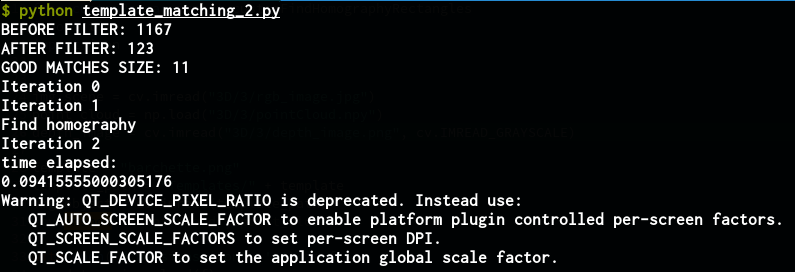 $ python template_matching_2.py
BEFORE FILTER: 1167
AFTER FILTER: 123
GOOD MATCHES SIZE: 11
Iteration 0
Iteration 1
Find homography
Iteration 2
time elapsed:
0.09415555000305176
Warning: QT_DEVICE_PIXEL_RATIO is deprecated. Instead use:
QT_AUTO_SCREEN_SCALE_FACTOR to enable platform plugin controlled per-screen factors.
QT_SCREEN_SCALE_FACTORS to set per-screen DPI.
QT_SCALE_FACTOR to set the application global scale factor.